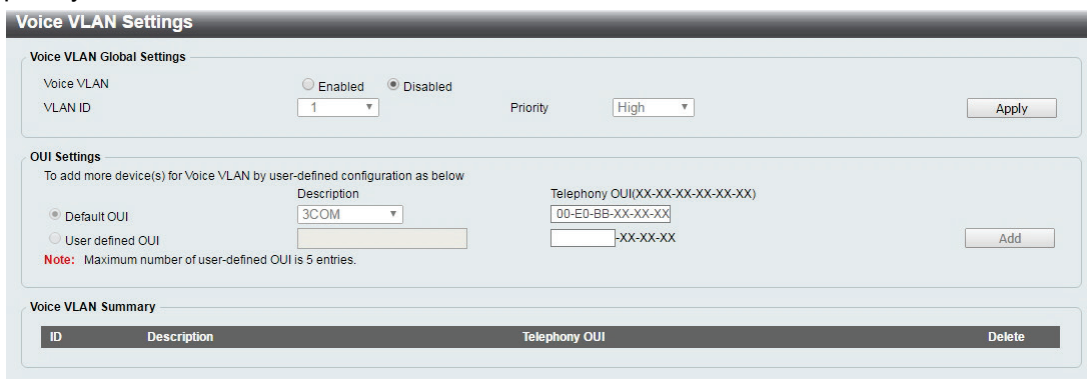 Voice VLAN Settings
Voice VLAN Global Settings
Voice VLAN Enabled Disabled
VLAN ID 1 Priority High Apply
OUI Settings
To add more device(s) for Voice VLAN by user-defined configuration as below
Description Telephony OUI(XX-XX-XX-XX-XX-XX)
Default OUI 3COM 00-E0-BB-XX-XX-XX
User defined OUI -XX-XX-XX Add
Note: Maximum number of user-defined OUI is 5 entries.
Voice VLAN Summary
ID Description Telephony OUI Delete